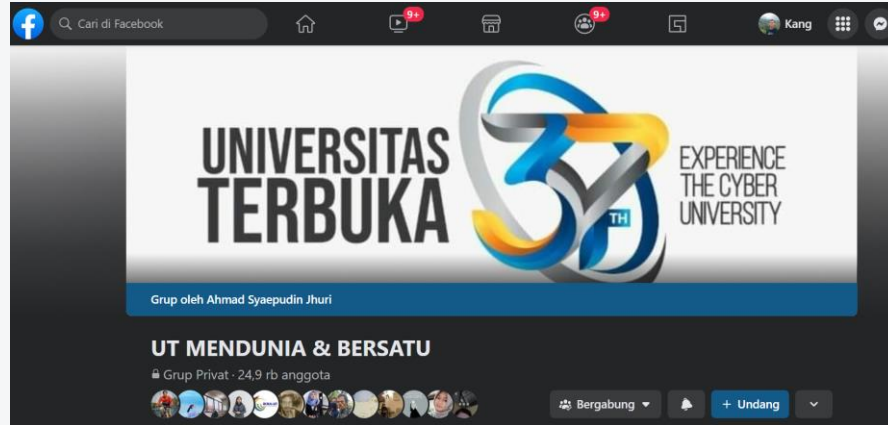 Cari di Facebook
9+
9+
Kang
UNIVERSITAS
TERBUKA
37
TH
EXPERIENCE
THE CYBER
UNIVERSITY
Grup oleh Ahmad Syaepudin Jhuri
UT MENDUNIA & BERSATU
Grup Privat · 24,9 rb anggota
Bergabung
+ Undang